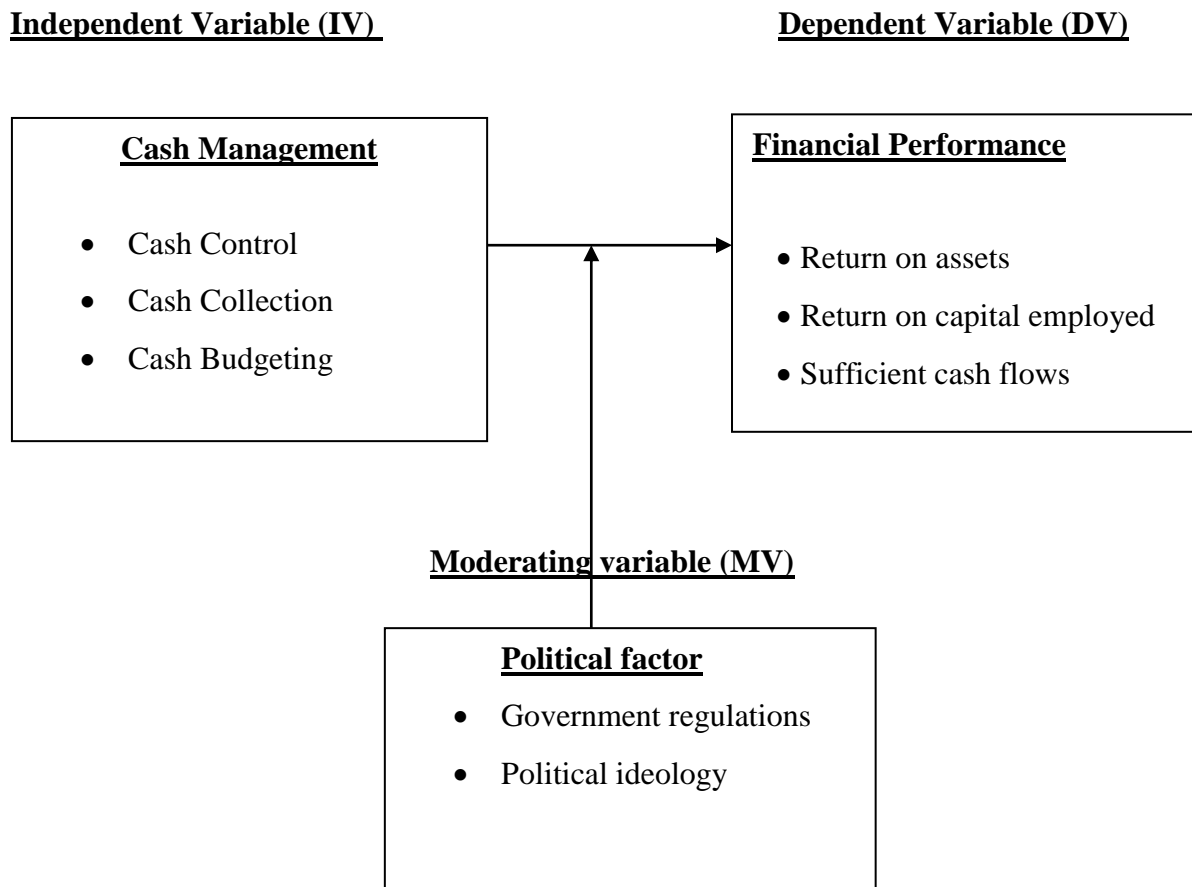 Independent Variable (IV)
Dependent Variable (DV)
Cash Management
• Cash Control
• Cash Collection
• Cash Budgeting
Financial Performance
• Return on assets
• Return on capital employed
• Sufficient cash flows
Moderating variable (MV)
Political factor
• Government regulations
• Political ideology